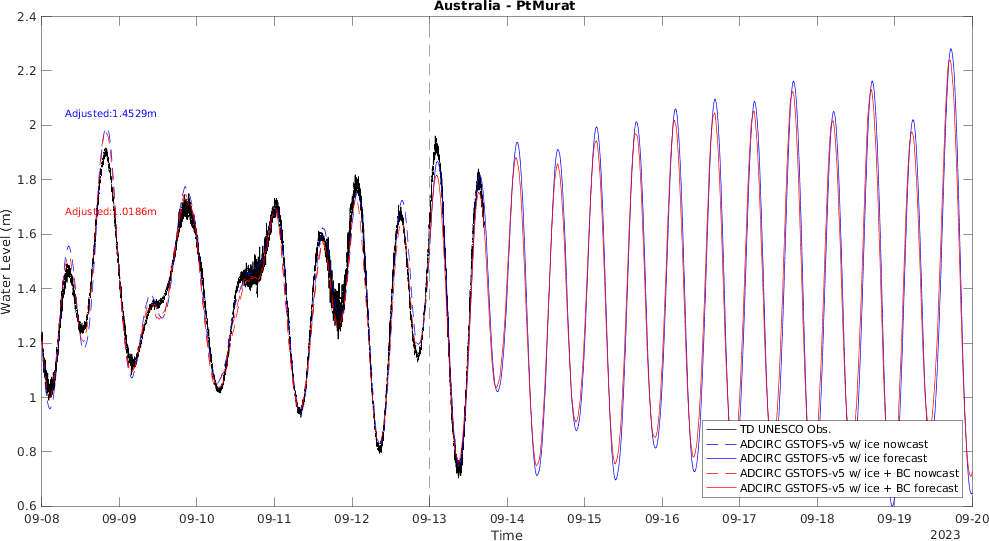 Australia - PtMurat
2.4
2.2
2
1.8
1.6
1.4
1.2
1
0.8
0.6
Water Level (m)
Adjusted:1.4529m
Adjusted:1.0186m
TD UNESCO Obs.
ADCIRC GSTOFS-v5 w/ ice nowcast
ADCIRC GSTOFS-v5 w/ ice forecast
ADCIRC GSTOFS-v5 w/ ice + BC nowcast
ADCIRC GSTOFS-v5 w/ ice + BC forecast
09-08 09-09 09-10 09-11 09-12 09-13 09-14 09-15 09-16 09-17 09-18 09-19 09-20
Time
2023